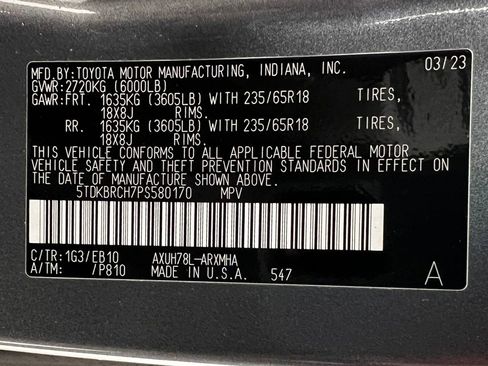 MFD.BY:TOYOTA MOTOR MANUFACTURING, INDIANA, INC. 03/23
GVWR:2720KG (6000LB)
GAWR:FRT. 1635KG (3605LB) WITH 235/65R18 TIRES,
18X8J RIMS.
RR. 1635KG (3605LB) WITH 235/65R18 TIRES,
18X8J RIMS.
THIS VEHICLE CONFORMS TO ALL APPLICABLE FEDERAL MOTOR
VEHICLE SAFETY AND THEFT PREVENTION STANDARDS IN EFFECT ON
THE DATE OF MANUFACTURE SHOWN ABOVE.
5TDKBRCH7PS580170 MPV
C/TR:1G3/EB10 AXUH78L-ARXMHA
A/TM: /P810 MADE IN U.S.A. 547 A